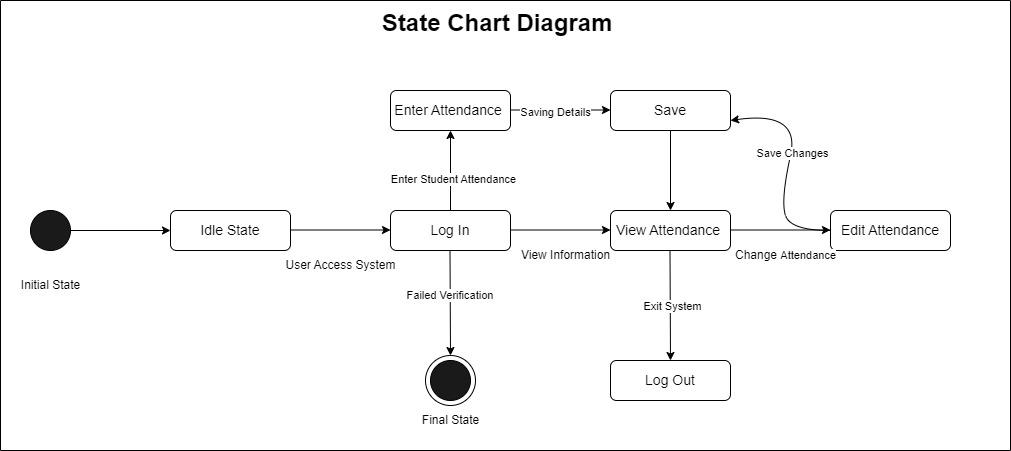 State Chart Diagram
Enter Attendance
Saving Details
Save
Save Changes
Enter Student Attendance
Idle State
Log In
View Attendance
Edit Attendance
User Access System
View Information
Change Attendance
Initial State
Failed Verification
Exit System
Log Out
Final State